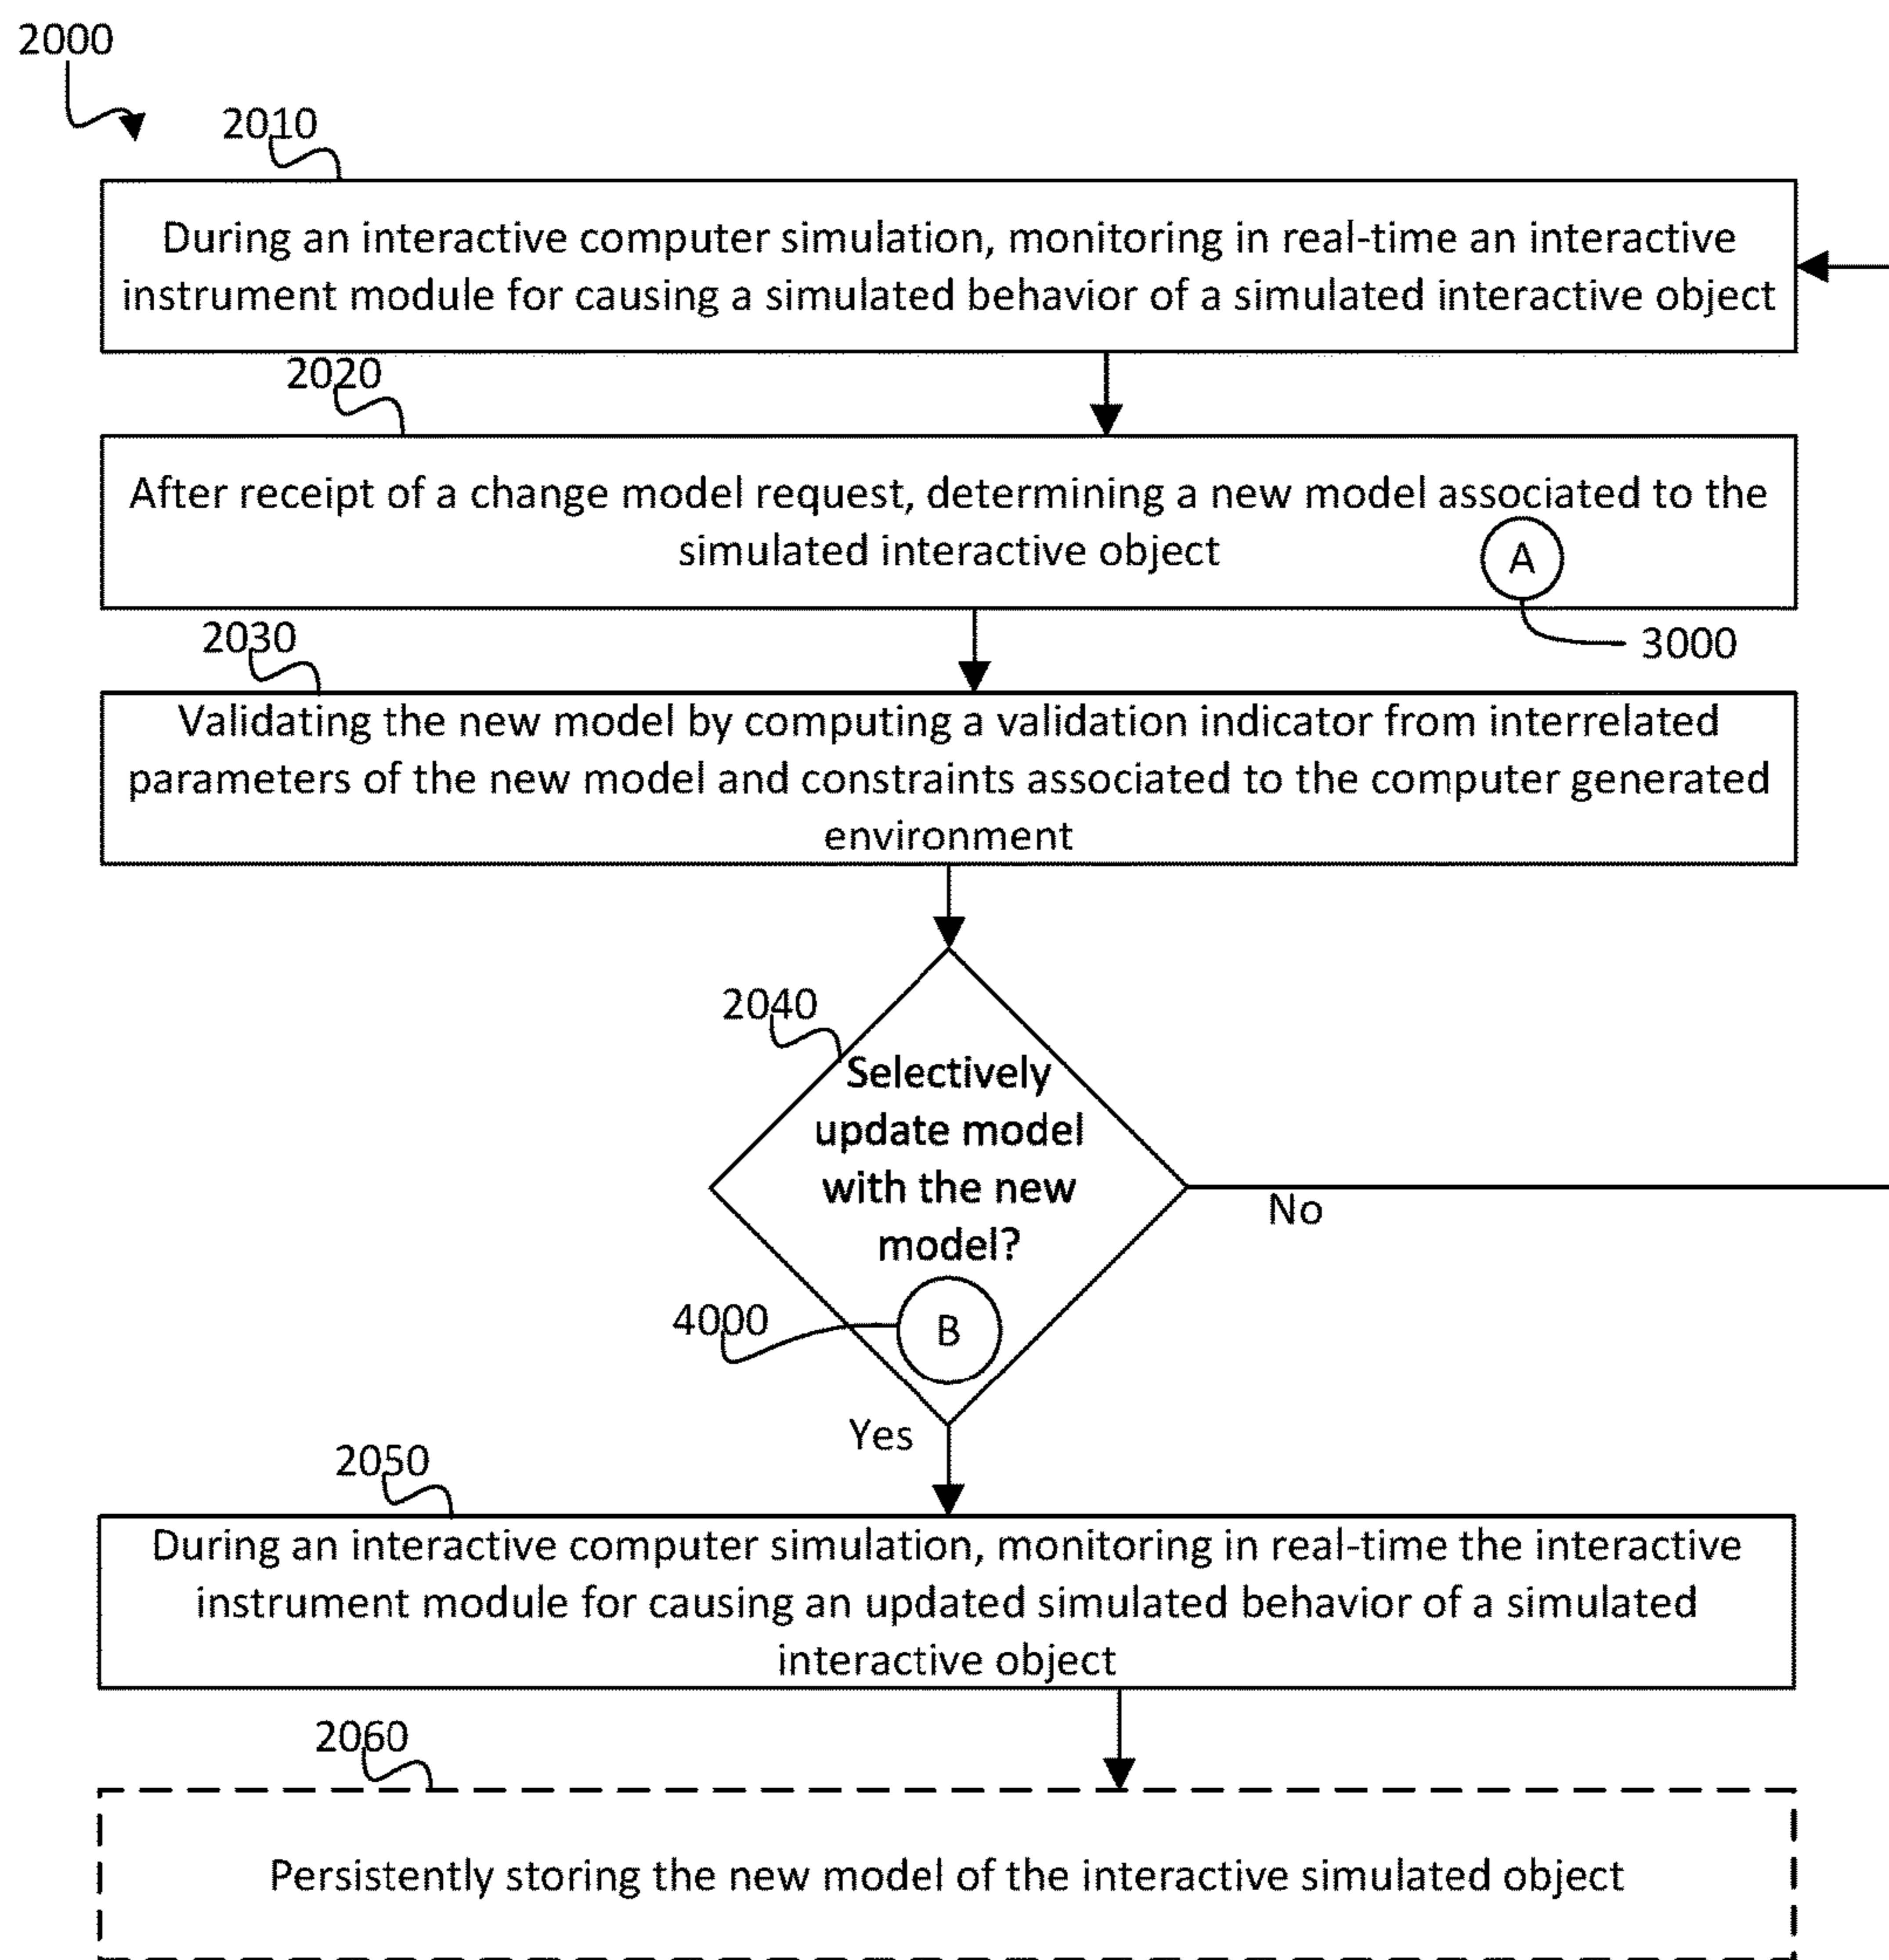 2000
2010
During an interactive computer simulation, monitoring in real-time an interactive
instrument module for causing a simulated behavior of a simulated interactive object
2020
After receipt of a change model request, determining a new model associated to the
simulated interactive object
A
3000
2030
Validating the new model by computing a validation indicator from interrelated
parameters of the new model and constraints associated to the computer generated
environment
2040
Selectively
update model
with the new
model?
No
4000
B
Yes
2050
During an interactive computer simulation, monitoring in real-time the interactive
instrument module for causing an updated simulated behavior of a simulated
interactive object
2060
Persistently storing the new model of the interactive simulated object